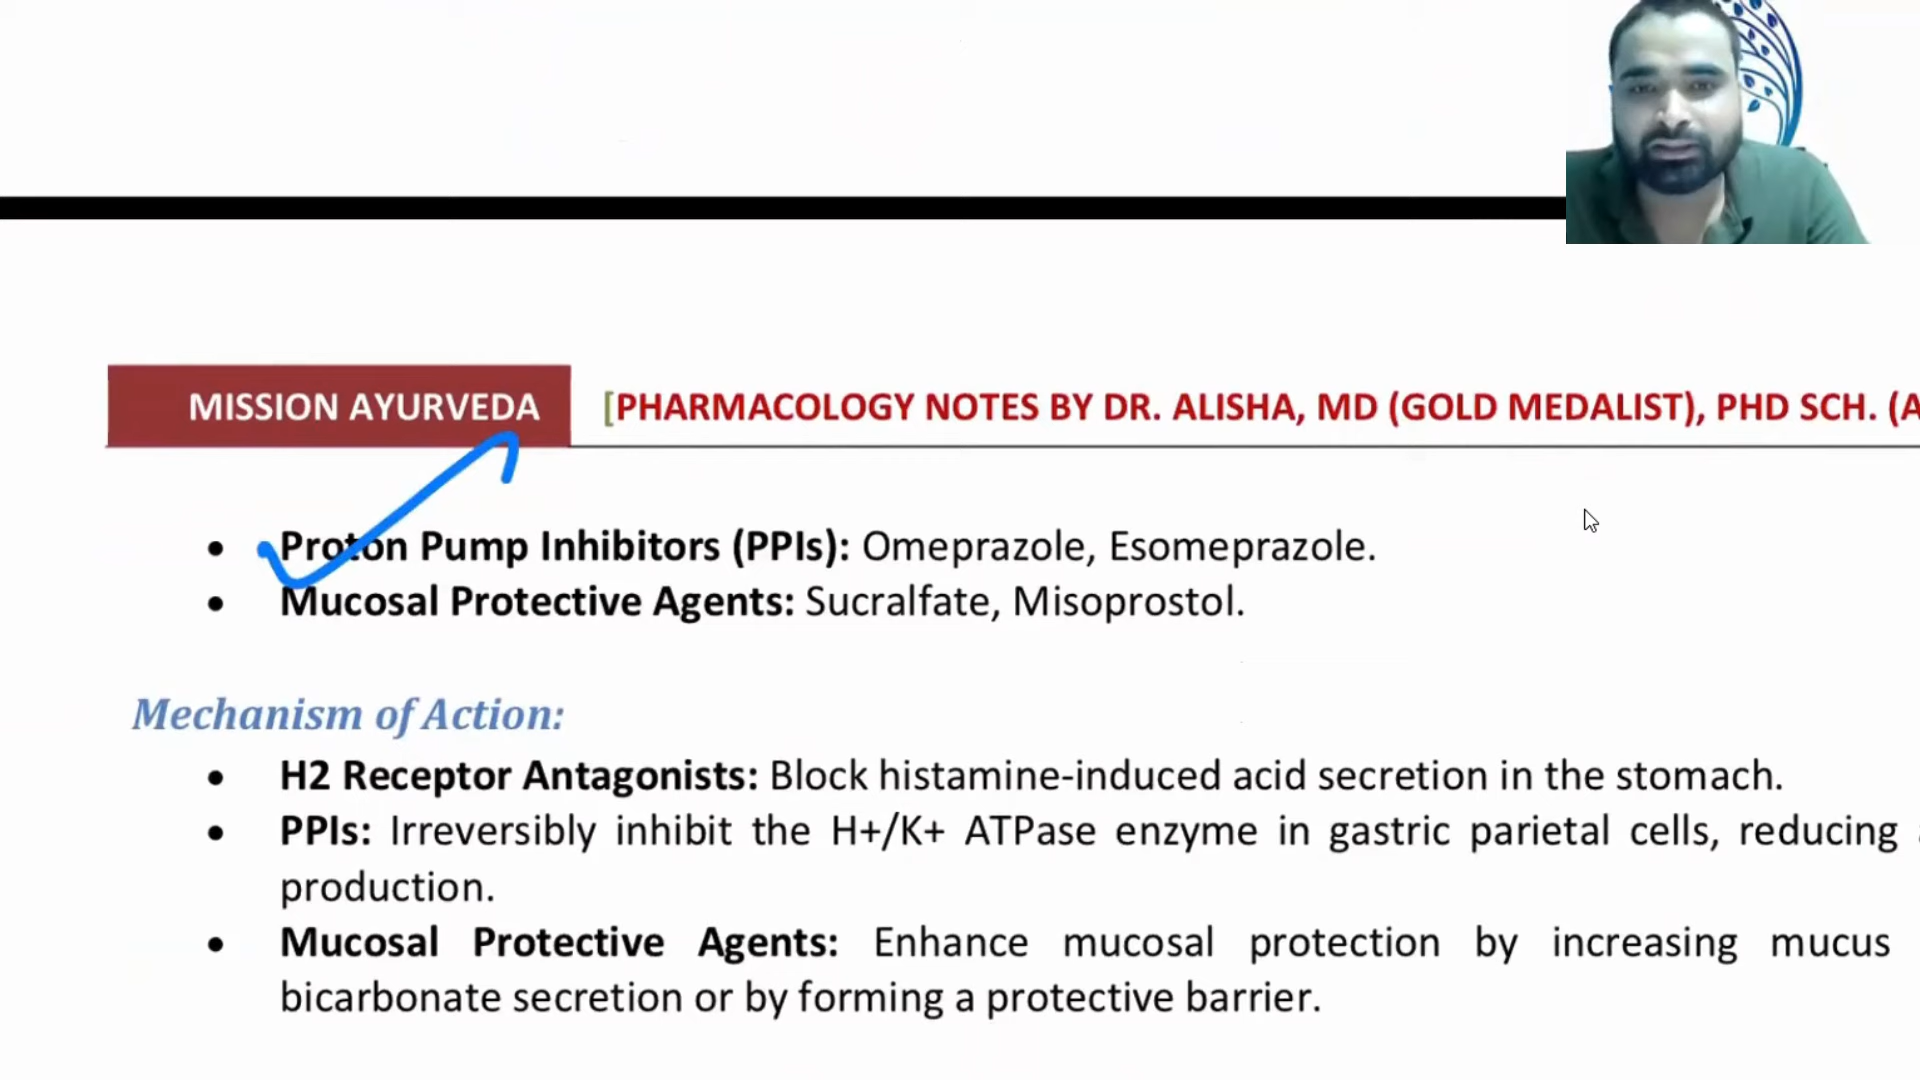 MISSION AYURVEDA [PHARMACOLOGY NOTES BY DR. ALISHA, MD (GOLD MEDALIST), PHD SCH. (A
• Proton Pump Inhibitors (PPIs): Omeprazole, Esomeprazole.
• Mucosal Protective Agents: Sucralfate, Misoprostol.
Mechanism of Action:
• H2 Receptor Antagonists: Block histamine-induced acid secretion in the stomach.
• PPIs: Irreversibly inhibit the H+/K+ ATPase enzyme in gastric parietal cells, reducing
production.
• Mucosal Protective Agents: Enhance mucosal protection by increasing mucus
bicarbonate secretion or by forming a protective barrier.